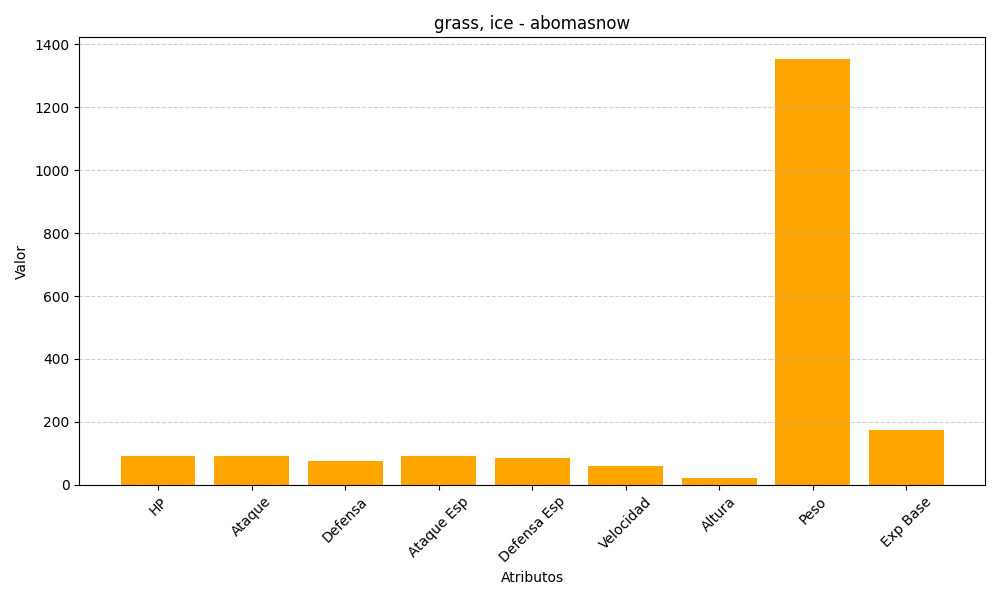 grass, ice - abomasnow
1400
1200
1000
800
600
400
200
0
Valor
HP
Ataque
Defensa
Ataque Esp
Defensa Esp
Velocidad
Altura
Peso
Exp Base
Atributos